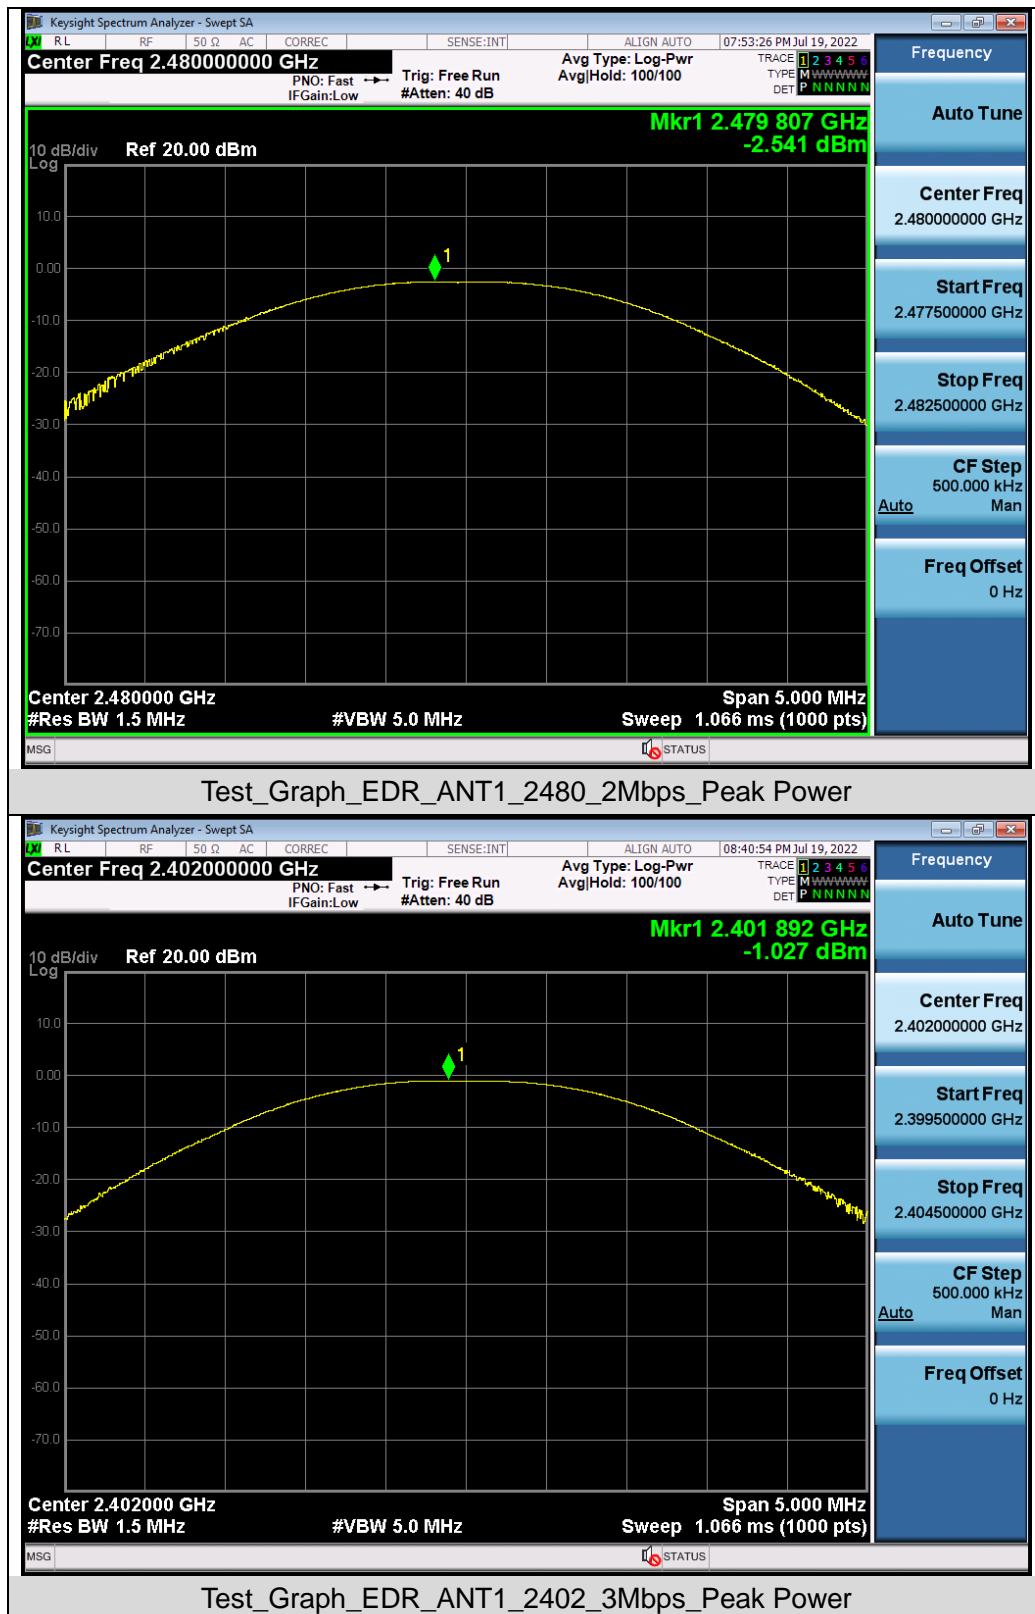 Keysight Spectrum Analyzer - Swept SA
LXI RL RF 50 Ω AC CORREC SENSE:INT ALIGN AUTO 07:53:26 PM Jul 19, 2022
Center Freq 2.480000000 GHz
PNO: Fast
IFGain:Low
Trig: Free Run
#Atten: 40 dB
Avg Type: Log-Pwr
Avg|Hold: 100/100
TRACE 1 2 3 4 5 6
TYPE M WWWWW
DET P N N N N N
Mkr1 2.479 807 GHz
-2.541 dBm
10 dB/div Ref 20.00 dBm
Log
10.0
0.00
-10.0
-20.0
-30.0
-40.0
-50.0
-60.0
-70.0
1
Center 2.480000 GHz Span 5.000 MHz
#Res BW 1.5 MHz #VBW 5.0 MHz Sweep 1.066 ms (1000 pts)
MSG STATUS
Frequency
Auto Tune
Center Freq
2.480000000 GHz
Start Freq
2.477500000 GHz
Stop Freq
2.482500000 GHz
CF Step
500.000 kHz
Auto Man
Freq Offset
0 Hz
Test_Graph_EDR_ANT1_2480_2Mbps_Peak Power
Keysight Spectrum Analyzer - Swept SA
LXI RL RF 50 Ω AC CORREC SENSE:INT ALIGN AUTO 08:40:54 PM Jul 19, 2022
Center Freq 2.402000000 GHz
PNO: Fast
IFGain:Low
Trig: Free Run
#Atten: 40 dB
Avg Type: Log-Pwr
Avg|Hold: 100/100
TRACE 1 2 3 4 5 6
TYPE M WWWWW
DET P N N N N N
Mkr1 2.401 892 GHz
-1.027 dBm
10 dB/div Ref 20.00 dBm
Log
10.0
0.00
-10.0
-20.0
-30.0
-40.0
-50.0
-60.0
-70.0
1
Center 2.402000 GHz Span 5.000 MHz
#Res BW 1.5 MHz #VBW 5.0 MHz Sweep 1.066 ms (1000 pts)
MSG STATUS
Frequency
Auto Tune
Center Freq
2.402000000 GHz
Start Freq
2.399500000 GHz
Stop Freq
2.404500000 GHz
CF Step
500.000 kHz
Auto Man
Freq Offset
0 Hz
Test_Graph_EDR_ANT1_2402_3Mbps_Peak Power